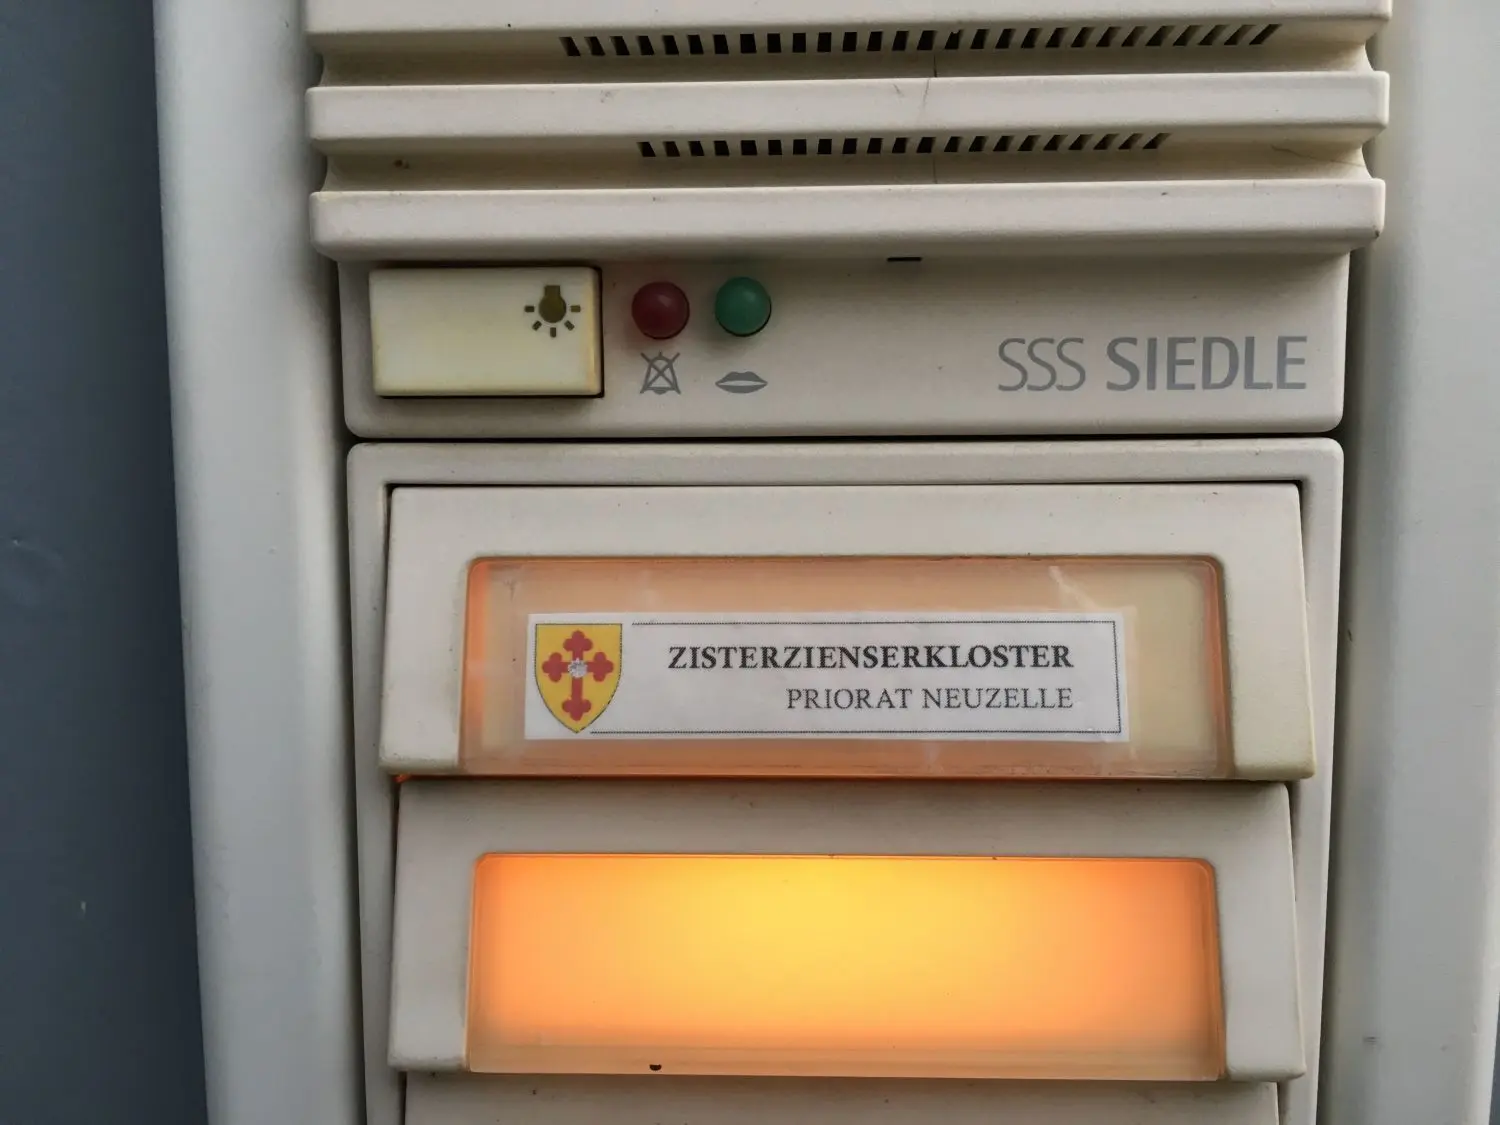 SSS SIEDLE
ZISTERZIENSERKLOSTER
PRIORAT NEUZELLE